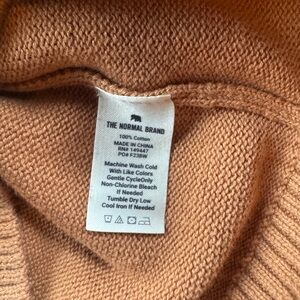 THE NORMAL BRAND
100% Cotton
MADE IN CHINA
RN# 149447
PO# F23BW
Machine Wash Cold
With Like Colors
Gentle CycleOnly
Non-Chlorine Bleach
If Needed
Tumble Dry Low
Cool Iron If Needed